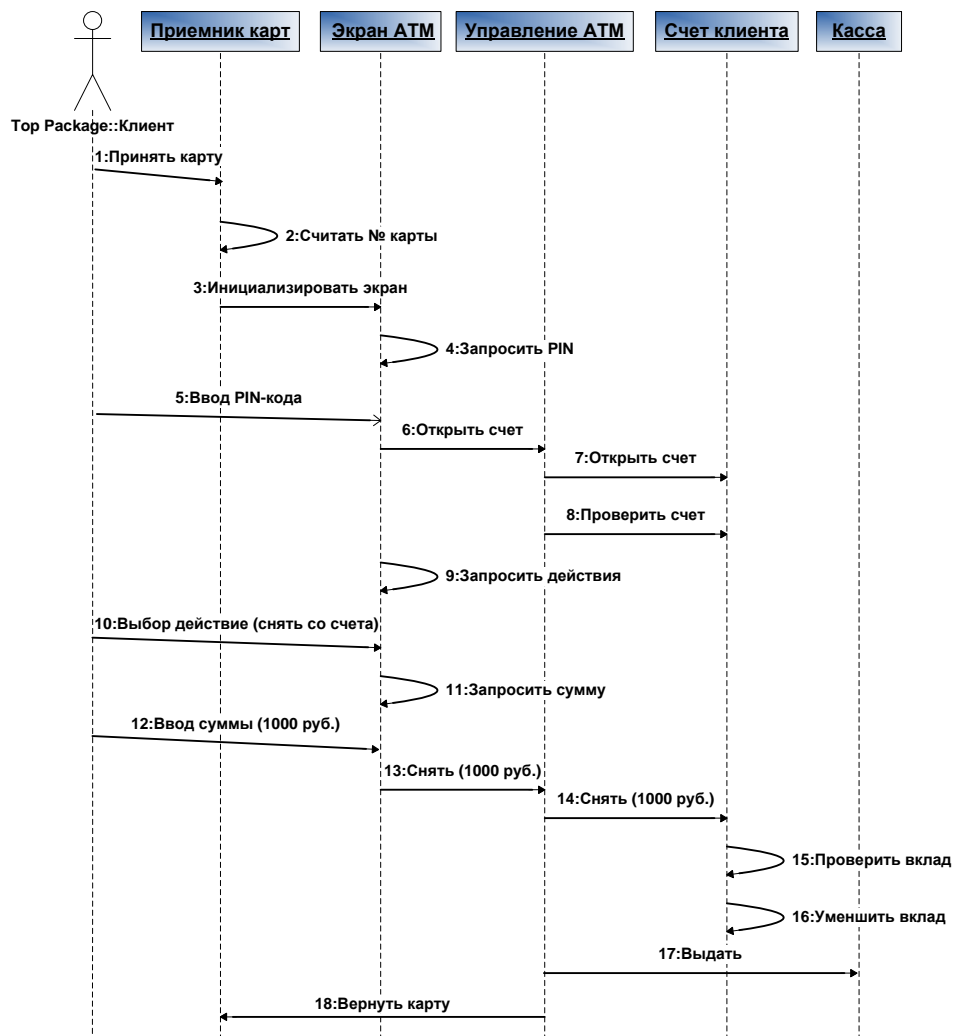 Приемник карт
Экран ATM
Управление ATM
Счет клиента
Касса
Top Package::Клиент
1:Принять карту
2:Считать № карты
3:Инициализировать экран
4:Запросить PIN
5:Ввод PIN-кода
6:Открыть счет
7:Открыть счет
8:Проверить счет
9:Запросить действия
10:Выбор действие (снять со счета)
11:Запросить сумму
12:Ввод суммы (1000 руб.)
13:Снять (1000 руб.)
14:Снять (1000 руб.)
15:Проверить вклад
16:Уменшить вклад
17:Выдать
18:Вернуть карту